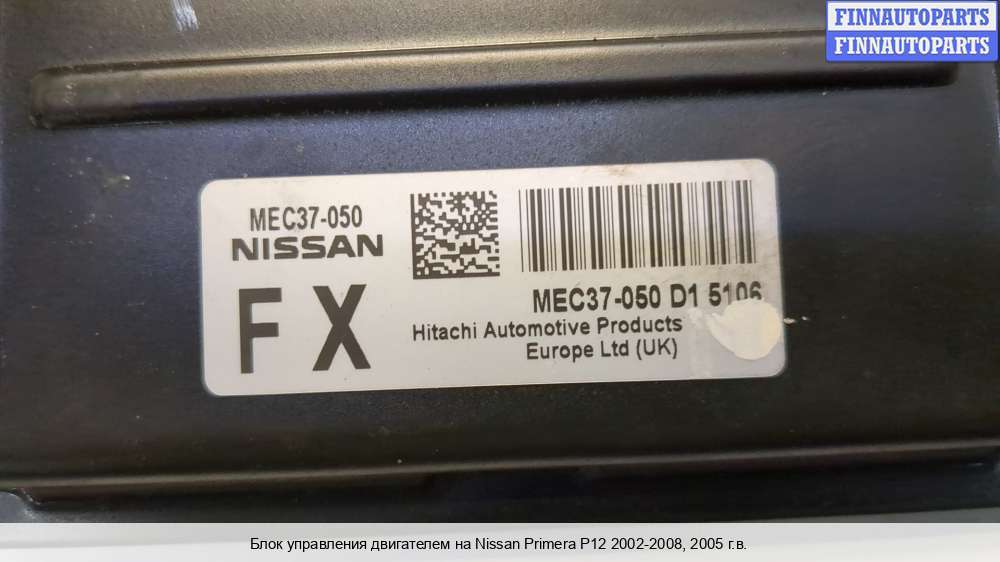 FINNAUTOPARTS
FINNAUTOPARTS
MEC37-050
NISSAN
F X
MEC37-050 D1 5106
Hitachi Automotive Products
Europe Ltd (UK)
Блок управления двигателем на Nissan Primera P12 2002-2008, 2005 г.в.